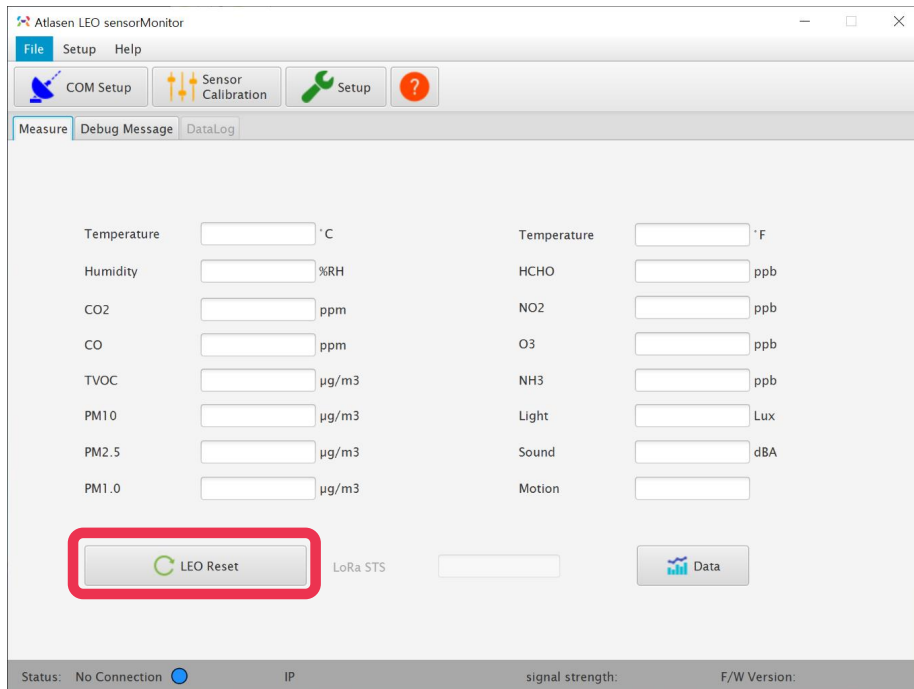 Atlasen LEO sensorMonitor
File Setup Help
COM Setup Sensor Calibration Setup ?
Measure Debug Message DataLog
Temperature °C Temperature °F
Humidity %RH HCHO ppb
CO2 ppm NO2 ppb
CO ppm O3 ppb
TVOC μg/m3 NH3 ppb
PM10 μg/m3 Light Lux
PM2.5 μg/m3 Sound dBA
PM1.0 μg/m3 Motion
LEO Reset LoRa STS Data
Status: No Connection IP signal strength: F/W Version: